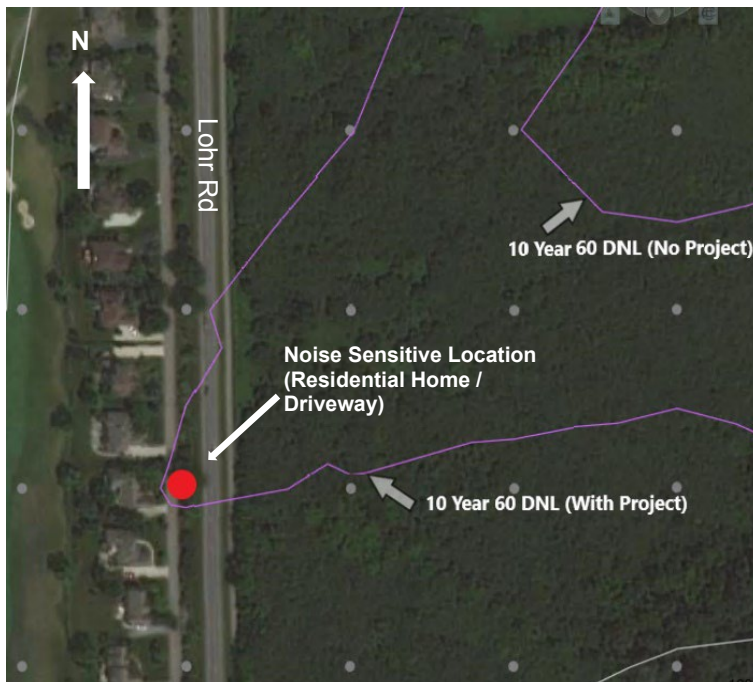 N
Lohr Rd
10 Year 60 DNL (No Project)
Noise Sensitive Location
(Residential Home /
Driveway)
10 Year 60 DNL (With Project)